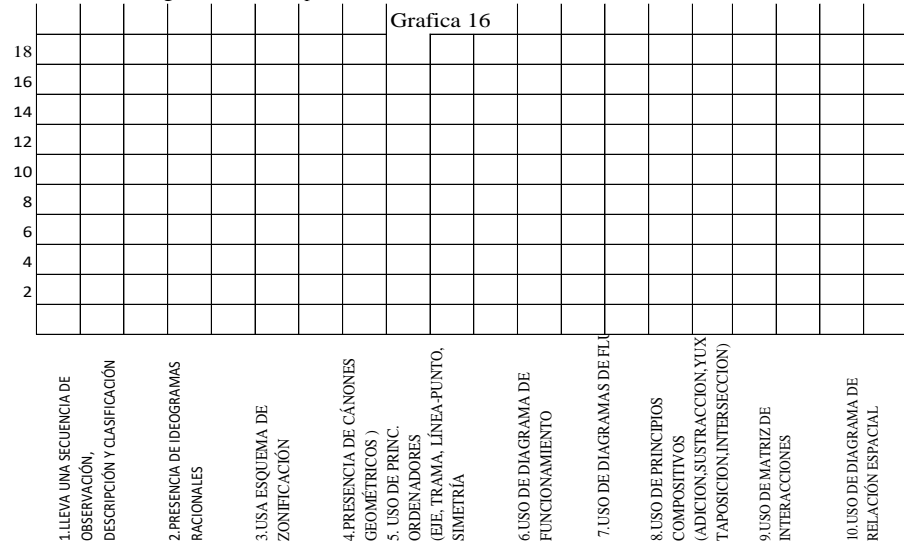 Grafica 16
18
16
14
12
10
8
6
4
2
1.LLEVA UNA SECUENCIA DE
OBSERVACIÓN,
DESCRIPCIÓN Y CLASIFICACIÓN
2.PRESENCIA DE IDEOGRAMAS
RACIONALES
3.USA ESQUEMA DE
ZONIFICACIÓN
4.PRESENCIA DE CÁNONES
GEOMÉTRICOS )
5. USO DE PRINC.
ORDENADORES
(EJE, TRAMA, LÍNEA-PUNTO,
SIMETRÍA
6.USO DE DIAGRAMA DE
FUNCIONAMIENTO
7.USO DE DIAGRAMAS DE FLU
8.USO DE PRINCIPIOS
COMPOSITIVOS
(ADICION,SUSTRACCION,YUX
TAPOSICION,INTERSECCION)
9.USO DE MATRIZ DE
INTERACCIONES
10.USO DE DIAGRAMA DE
RELACIÓN ESPACIAL